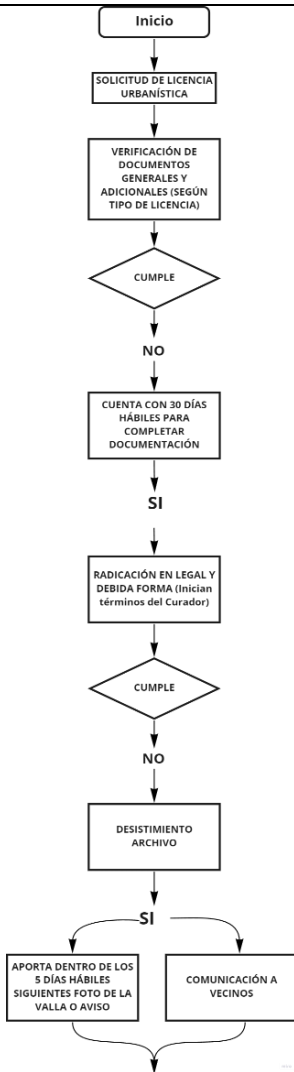 Inicio
SOLICITUD DE LICENCIA
URBANÍSTICA
VERIFICACIÓN DE
DOCUMENTOS
GENERALES Y
ADICIONALES (SEGÚN
TIPO DE LICENCIA)
CUMPLE
NO
CUENTA CON 30 DÍAS
HÁBILES PARA
COMPLETAR
DOCUMENTACIÓN
SI
RADICACIÓN EN LEGAL Y
DEBIDA FORMA (Inician
términos del Curador)
CUMPLE
NO
DESISTIMIENTO
ARCHIVO
SI
APORTA DENTRO DE LOS
5 DÍAS HÁBILES
SIGUIENTES FOTO DE LA
VALLA O AVISO
COMUNICACIÓN A
VECINOS